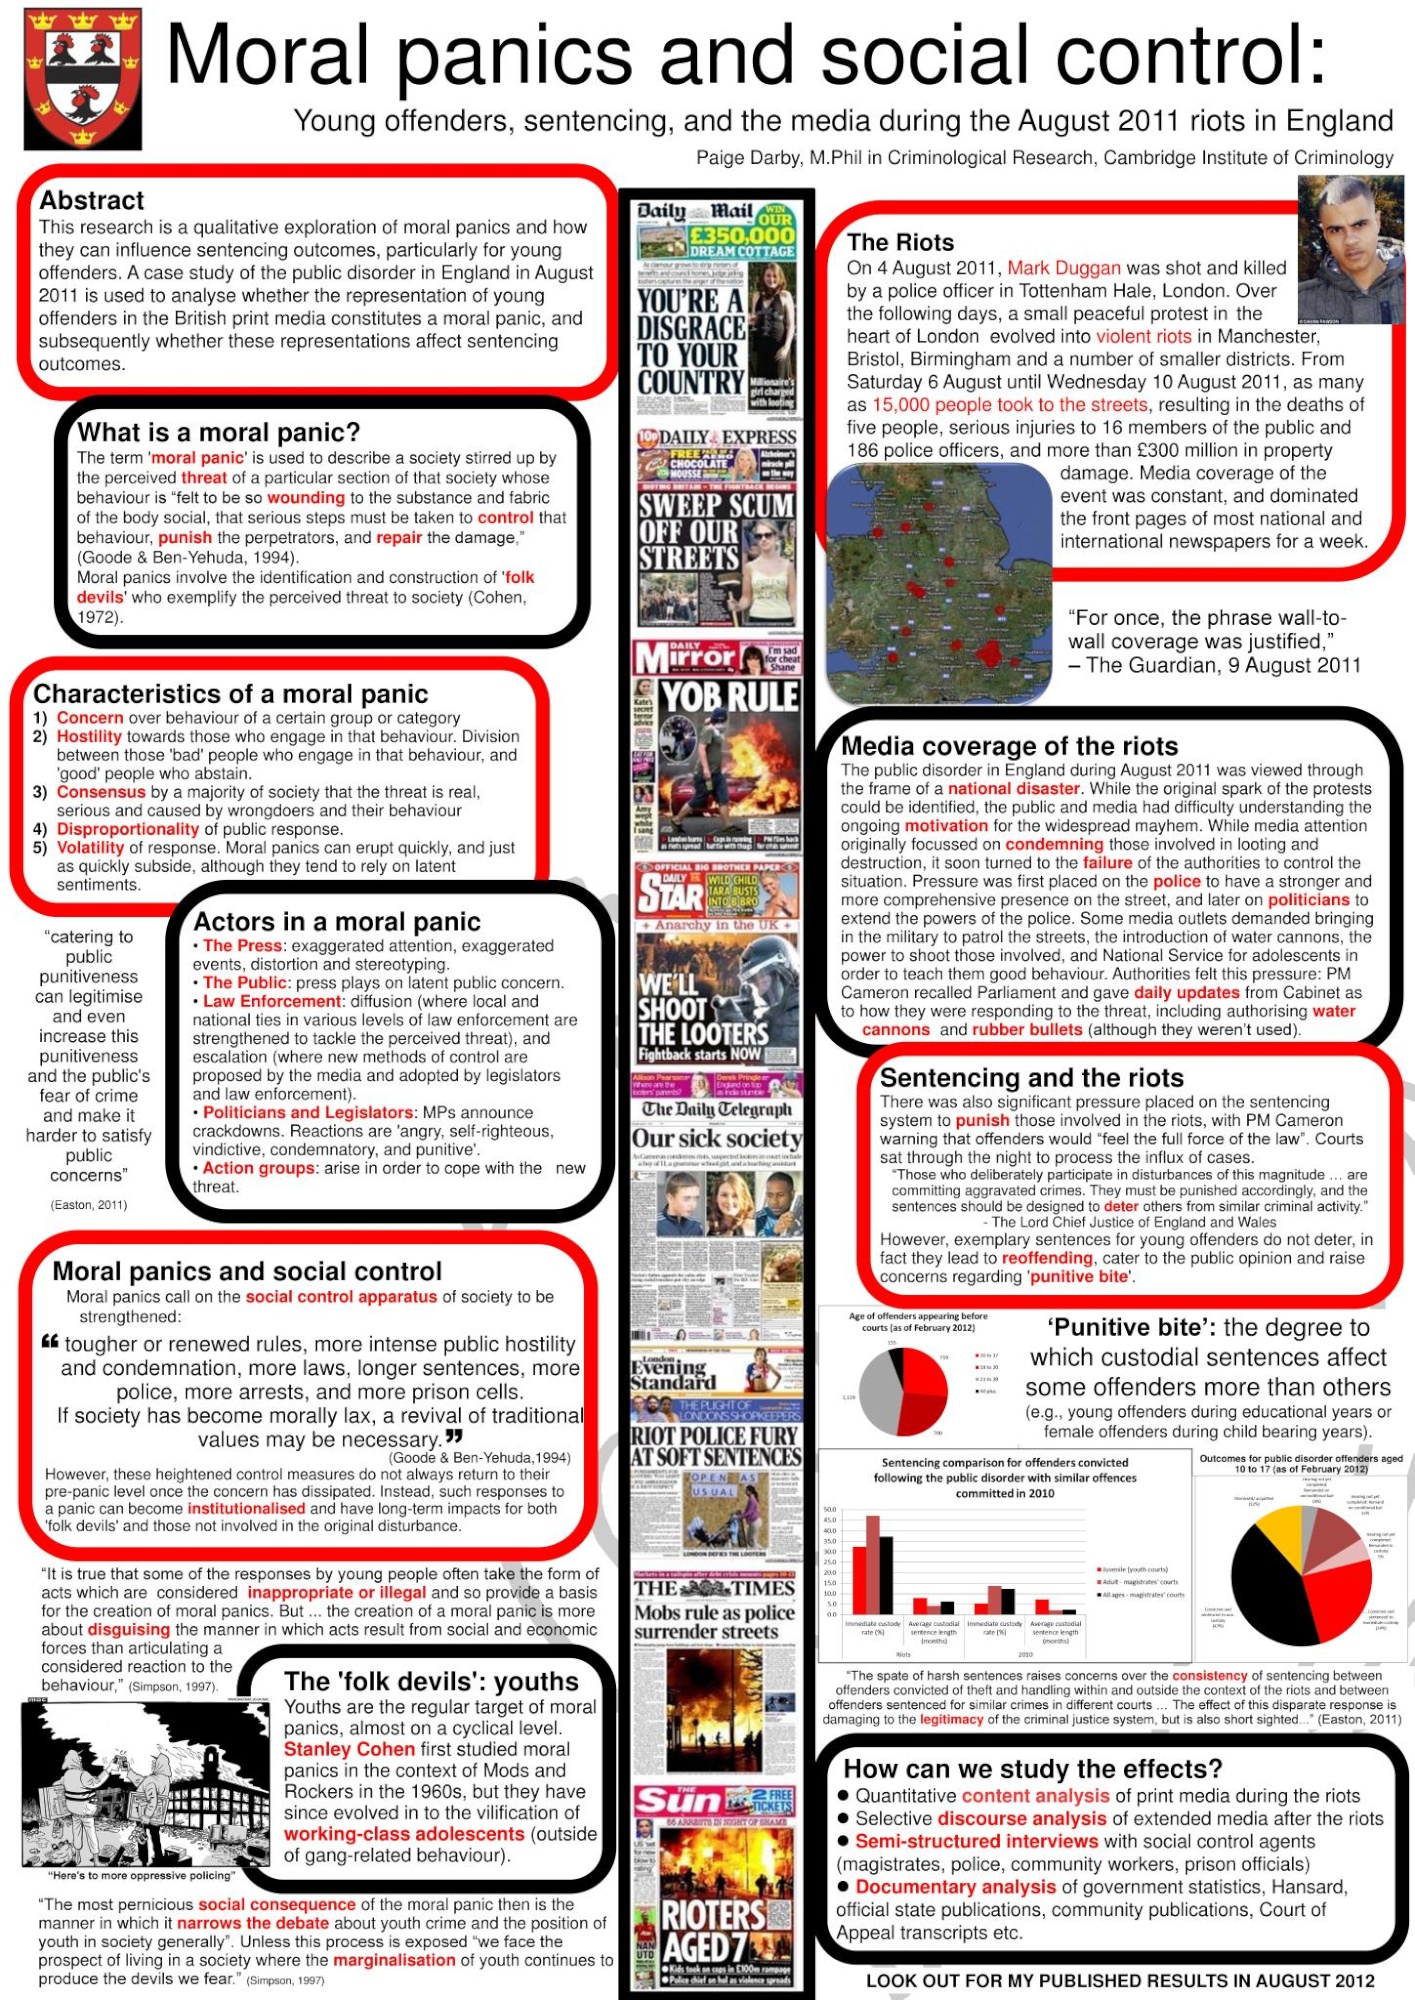 Moral panics and social control:
Young offenders, sentencing, and the media during the August 2011 riots in England
Paige Darby, M.Phil in Criminological Research, Cambridge Institute of Criminology
Abstract
This research is a qualitative exploration of moral panics and how
they can influence sentencing outcomes, particularly for young
offenders. A case study of the public disorder in England in August
2011 is used to analyse whether the representation of young
offenders in the British print media constitutes a moral panic, and
subsequently whether these representations affect sentencing
outcomes.
What is a moral panic?
The term 'moral panic' is used to describe a society stirred up by
the perceived threat of a particular section of that society whose
behaviour is “felt to be so wounding to the substance and fabric
of the body social, that serious steps must be taken to control that
behaviour, punish the perpetrators, and repair the damage,”
(Goode & Ben-Yehuda, 1994).
Moral panics involve the identification and construction of 'folk
devils' who exemplify the perceived threat to society (Cohen,
1972).
Characteristics of a moral panic
1) Concern over behaviour of a certain group or category
2) Hostility towards those who engage in that behaviour. Division
between those 'bad' people who engage in that behaviour, and
'good' people who abstain.
3) Consensus by a majority of society that the threat is real,
serious and caused by wrongdoers and their behaviour
4) Disproportionality of public response.
5) Volatility of response. Moral panics can erupt quickly, and just
as quickly subside, although they tend to rely on latent
sentiments.
“catering to
public
punitiveness
can legitimise
and even
increase this
punitiveness
and the public's
fear of crime
and make it
harder to satisfy
public
concerns”
(Easton, 2011)
Actors in a moral panic
• The Press: exaggerated attention, exaggerated
events, distortion and stereotyping.
• The Public: press plays on latent public concern.
• Law Enforcement: diffusion (where local and
national ties in various levels of law enforcement are
strengthened to tackle the perceived threat), and
escalation (where new methods of control are
proposed by the media and adopted by legislators
and law enforcement).
• Politicians and Legislators: MPs announce
crackdowns. Reactions are 'angry, self-righteous,
vindictive, condemnatory, and punitive'.
• Action groups: arise in order to cope with the new
threat.
Moral panics and social control
Moral panics call on the social control apparatus of society to be
strengthened:
“ tougher or renewed rules, more intense public hostility
and condemnation, more laws, longer sentences, more
police, more arrests, and more prison cells.
If society has become morally lax, a revival of traditional
values may be necessary.”
(Goode & Ben-Yehuda,1994)
However, these heightened control measures do not always return to their
pre-panic level once the concern has dissipated. Instead, such responses to
a panic can become institutionalised and have long-term impacts for both
'folk devils' and those not involved in the original disturbance.
“It is true that some of the responses by young people often take the form of
acts which are considered inappropriate or illegal and so provide a basis
for the creation of moral panics. But ... the creation of a moral panic is more
about disguising the manner in which acts result from social and economic
forces than articulating a
considered reaction to the
behaviour,” (Simpson, 1997).
“Here's to more oppressive policing”
The 'folk devils': youths
Youths are the regular target of moral
panics, almost on a cyclical level.
Stanley Cohen first studied moral
panics in the context of Mods and
Rockers in the 1960s, but they have
since evolved in to the vilification of
working-class adolescents (outside
of gang-related behaviour).
“The most pernicious social consequence of the moral panic then is the
manner in which it narrows the debate about youth crime and the position of
youth in society generally”. Unless this process is exposed “we face the
prospect of living in a society where the marginalisation of youth continues to
produce the devils we fear.” (Simpson, 1997)
Daily Mail
WIN
OUR
£350,000
DREAM COTTAGE
YOU'RE A
DISGRACE
TO YOUR
COUNTRY
Millionaire's
girl charged
with looting
10p DAILY EXPRESS
FREE
AERO
CHOCOLATE
MOUSSE
Alzheimer's
miracle pill
on the way
SWEEP SCUM
OFF OUR
STREETS
DAILY
Mirror
I'm sad
for cheat
Shane
YOB RULE
OFFICIAL BIG BROTHER PAPER
DAILY
STAR
WILD CHILD
TARA BUSTS
INTO B BRO
+ Anarchy in the UK +
WE'LL
SHOOT
THE LOOTERS
Fightback starts NOW
The Daily Telegraph
Our sick society
London
Evening
Standard
THE PLIGHT OF
LONDON'S SHOPKEEPERS
RIOT POLICE FURY
AT SOFT SENTENCES
OPEN AS
USUAL
LONDON DEFIES THE LOOTERS
THE TIMES
Mobs rule as police
surrender streets
THE
Sun
2 FREE
TICKETS
RIOTERS
AGED 7
Kids took on cops in £100m rampage
Police chief on hol as violence spreads
The Riots
On 4 August 2011, Mark Duggan was shot and killed
by a police officer in Tottenham Hale, London. Over
the following days, a small peaceful protest in the
heart of London evolved into violent riots in Manchester,
Bristol, Birmingham and a number of smaller districts. From
Saturday 6 August until Wednesday 10 August 2011, as many
as 15,000 people took to the streets, resulting in the deaths of
five people, serious injuries to 16 members of the public and
186 police officers, and more than £300 million in property
damage. Media coverage of the
event was constant, and dominated
the front pages of most national and
international newspapers for a week.
“For once, the phrase wall-to-
wall coverage was justified,”
– The Guardian, 9 August 2011
Media coverage of the riots
The public disorder in England during August 2011 was viewed through
the frame of a national disaster. While the original spark of the protests
could be identified, the public and media had difficulty understanding the
ongoing motivation for the widespread mayhem. While media attention
originally focussed on condemning those involved in looting and
destruction, it soon turned to the failure of the authorities to control the
situation. Pressure was first placed on the police to have a stronger and
more comprehensive presence on the street, and later on politicians to
extend the powers of the police. Some media outlets demanded bringing
in the military to patrol the streets, the introduction of water cannons, the
power to shoot those involved, and National Service for adolescents in
order to teach them good behaviour. Authorities felt this pressure: PM
Cameron recalled Parliament and gave daily updates from Cabinet as
to how they were responding to the threat, including authorising water
cannons and rubber bullets (although they weren't used).
Sentencing and the riots
There was also significant pressure placed on the sentencing
system to punish those involved in the riots, with PM Cameron
warning that offenders would “feel the full force of the law”. Courts
sat through the night to process the influx of cases.
“Those who deliberately participate in disturbances of this magnitude ... are
committing aggravated crimes. They must be punished accordingly, and the
sentences should be designed to deter others from similar criminal activity.”
- The Lord Chief Justice of England and Wales
However, exemplary sentences for young offenders do not deter, in
fact they lead to reoffending, cater to the public opinion and raise
concerns regarding 'punitive bite'.
Age of offenders appearing before
courts (as of February 2012)
‘Punitive bite’: the degree to
which custodial sentences affect
some offenders more than others
(e.g., young offenders during educational years or
female offenders during child bearing years).
Sentencing comparison for offenders convicted
following the public disorder with similar offences
committed in 2010
50.0
45.0
40.0
35.0
30.0
25.0
20.0
15.0
10.0
5.0
0.0
Immediate custody
rate (%)
Average custodial
sentence length
(months)
Immediate custody
rate (%)
Average custodial
sentence length
(months)
Riots
2010
Juvenile (youth courts)
Adult - magistrates' courts
All ages - magistrates' courts
Outcomes for public disorder offenders aged
10 to 17 (as of February 2012)
“The spate of harsh sentences raises concerns over the consistency of sentencing between
offenders convicted of theft and handling within and outside the context of the riots and between
offenders sentenced for similar crimes in different courts ... The effect of this disparate response is
damaging to the legitimacy of the criminal justice system, but is also short sighted...” (Easton, 2011)
How can we study the effects?
● Quantitative content analysis of print media during the riots
● Selective discourse analysis of extended media after the riots
● Semi-structured interviews with social control agents
(magistrates, police, community workers, prison officials)
● Documentary analysis of government statistics, Hansard,
official state publications, community publications, Court of
Appeal transcripts etc.
LOOK OUT FOR MY PUBLISHED RESULTS IN AUGUST 2012